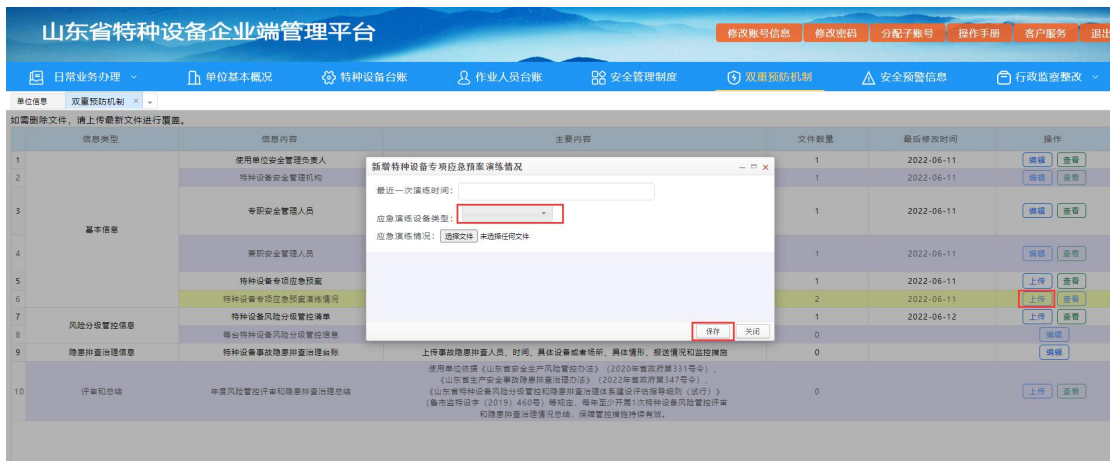 山东省特种设备企业端管理平台
修改账号信息 修改密码 分配子账号 操作手册 客户服务 退出
日常业务办理 单位基本概况 特种设备台账 作业人员台账 安全管理制度 双重预防机制 安全预警信息 行政监察整改
单位信息 双重预防机制 ×
如需删除文件，请上传最新文件进行覆盖。
信息类型 信息内容 主要内容 文件数量 最后修改时间 操作
1 使用单位安全管理负责人 1 2022-06-11 编辑 查看
2 特种设备安全管理机构 1 2022-06-11 编辑 查看
3 专职安全管理人员 1 2022-06-11 编辑 查看
基本信息
4 兼职安全管理人员 1 2022-06-11 编辑 查看
5 特种设备专项应急预案 1 2022-06-11 上传 查看
6 特种设备专项应急预案演练情况 2 2022-06-11 上传 查看
7 特种设备风险分级管控清单 1 2022-06-12 上传 查看
风险分级管控信息
8 每台特种设备风险分级管控信息 0 编辑
9 隐患排查治理信息 特种设备事故隐患排查治理台账 上传事故隐患排查人员、时间、具体设备或者场所、具体情形、报送情况和监控措施 0 编辑
使用单位依据《山东省安全生产风险管控办法》（2020年省政府第331号令），
《山东省生产安全事故隐患排查治理办法》（2022年省政府第347号令），
10 评审和总结 年度风险管控评审和隐患排查治理总结 《山东省特种设备风险分级管控和隐患排查治理体系建设评估指导细则（试行）》 0 上传 查看
（鲁市监特设字（2019）460号）等规定，每年至少开展1次特种设备风险管控评审
和隐患排查治理情况总结，保障管控措施持续有效。
新增特种设备专项应急预案演练情况
最近一次演练时间：
应急演练设备类型：
应急演练情况： 选择文件 未选择任何文件
保存 关闭